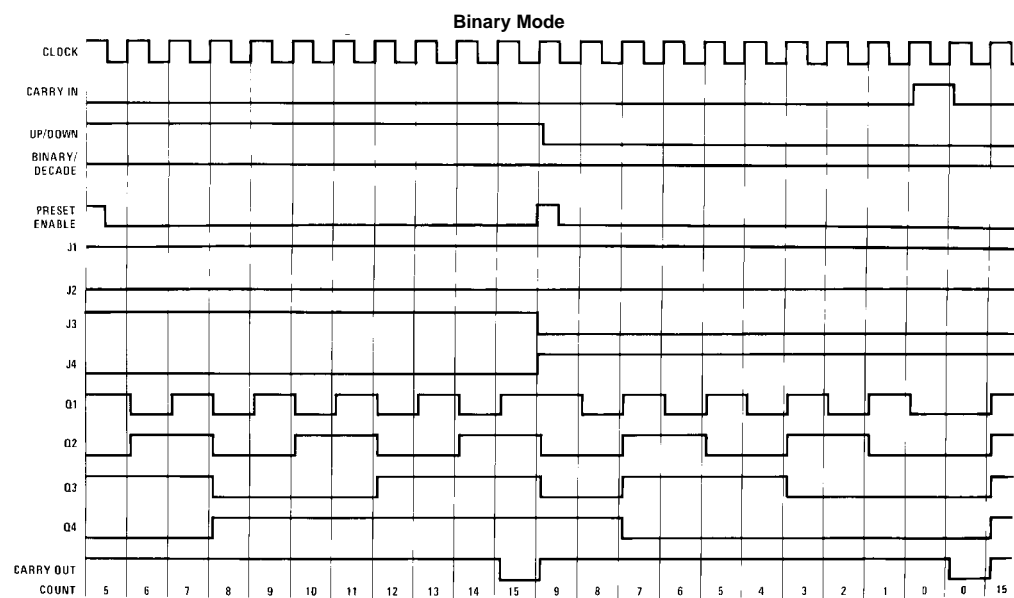 Binary Mode
CLOCK
CARRY IN
UP/DOWN
BINARY/
DECADE
PRESET
ENABLE
J1
J2
J3
J4
Q1
Q2
Q3
Q4
CARRY OUT
COUNT 5 6 7 8 9 10 11 12 13 14 15 9 8 7 6 5 4 3 2 1 0 0 15